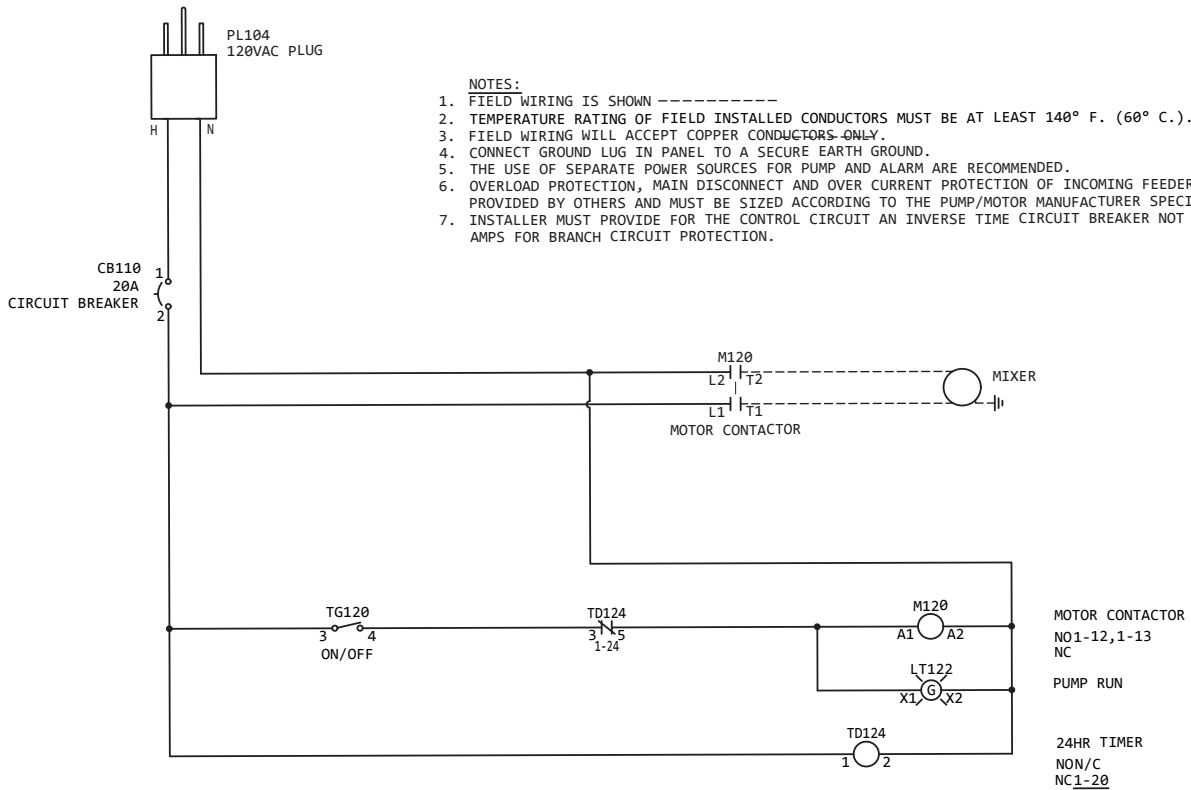 PL104
120VAC PLUG
H
N
NOTES:
1. FIELD WIRING IS SHOWN ----------
2. TEMPERATURE RATING OF FIELD INSTALLED CONDUCTORS MUST BE AT LEAST 140° F. (60° C.).
3. FIELD WIRING WILL ACCEPT COPPER CONDUCTORS ONLY.
4. CONNECT GROUND LUG IN PANEL TO A SECURE EARTH GROUND.
5. THE USE OF SEPARATE POWER SOURCES FOR PUMP AND ALARM ARE RECOMMENDED.
6. OVERLOAD PROTECTION, MAIN DISCONNECT AND OVER CURRENT PROTECTION OF INCOMING FEEDER
PROVIDED BY OTHERS AND MUST BE SIZED ACCORDING TO THE PUMP/MOTOR MANUFACTURER SPECI
7. INSTALLER MUST PROVIDE FOR THE CONTROL CIRCUIT AN INVERSE TIME CIRCUIT BREAKER NOT
AMPS FOR BRANCH CIRCUIT PROTECTION.
CB110
20A
CIRCUIT BREAKER
1
2
M120
L2 T2
L1 T1
MOTOR CONTACTOR
MIXER
TG120
3 4
ON/OFF
TD124
3 5
1-24
M120
A1 A2
MOTOR CONTACTOR
NO1-12,1-13
NC
LT122
X1 G X2
PUMP RUN
TD124
1 2
24HR TIMER
NON/C
NC1-20